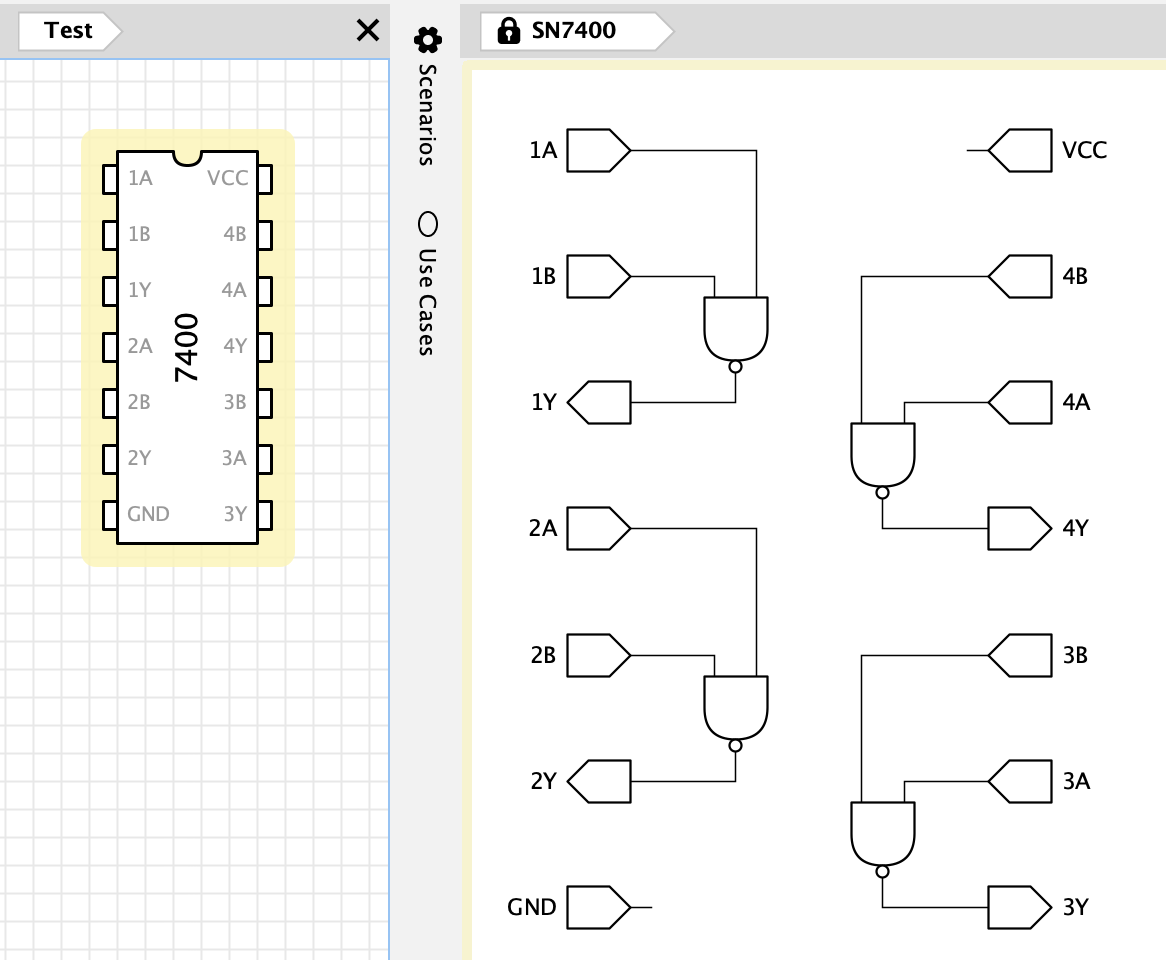 Test
SN7400
Scenarios
Use Cases
1A VCC
1B 4B
1Y 4A
2A 4Y
2B 3B
2Y 3A
GND 3Y
7400
1A
VCC
1B
4B
1Y
4A
2A
4Y
2B
3B
2Y
3A
GND
3Y